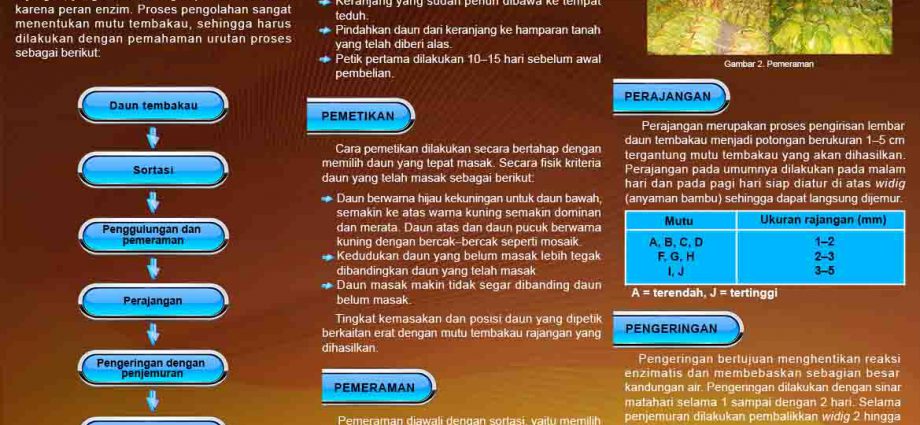 karena peran enzim. Proses pengolahan sangat
menentukan mutu tembakau, sehingga harus
dilakukan dengan pemahaman urutan proses
sebagai berikut:
Daun tembakau
Sortasi
Penggulungan dan
pemeraman
Perajangan
Pengeringan dengan
penjemuran
Keranjang yang sudah penuh dibawa ke tempat
teduh.
Pindahkan daun dari keranjang ke hamparan tanah
yang telah diberi alas.
Petik pertama dilakukan 10–15 hari sebelum awal
pembelian.
PEMETIKAN
Cara pemetikan dilakukan secara bertahap dengan
memilih daun yang tepat masak. Secara fisik kriteria
daun yang telah masak sebagai berikut:
Daun berwarna hijau kekuningan untuk daun bawah,
semakin ke atas warna kuning semakin dominan
dan merata. Daun atas dan daun pucuk berwarna
kuning dengan bercak–bercak seperti mosaik.
Kedudukan daun yang belum masak lebih tegak
dibandingkan daun yang telah masak
Daun masak makin tidak segar dibanding daun
belum masak.
Tingkat kemasakan dan posisi daun yang dipetik
berkaitan erat dengan mutu tembakau rajangan yang
dihasilkan.
PEMERAMAN
Pemeraman diawali dengan sortasi, yaitu memilih
Gambar 2. Pemeraman
PERAJANGAN
Perajangan merupakan proses pengirisan lembar
daun tembakau menjadi potongan berukuran 1–5 cm
tergantung mutu tembakau yang akan dihasilkan.
Perajangan pada umumnya dilakukan pada malam
hari dan pada pagi hari siap diatur di atas widig
(anyaman bambu) sehingga dapat langsung dijemur.
Mutu Ukuran rajangan (mm)
A, B, C, D 1–2
F, G, H 2–3
I, J 3–5
A = terendah, J = tertinggi
PENGERINGAN
Pengeringan bertujuan menghentikan reaksi
enzimatis dan membebaskan sebagian besar
kandungan air. Pengeringan dilakukan dengan sinar
matahari selama 1 sampai dengan 2 hari. Selama
penjemuran dilakukan pembalikkan widig 2 hingga